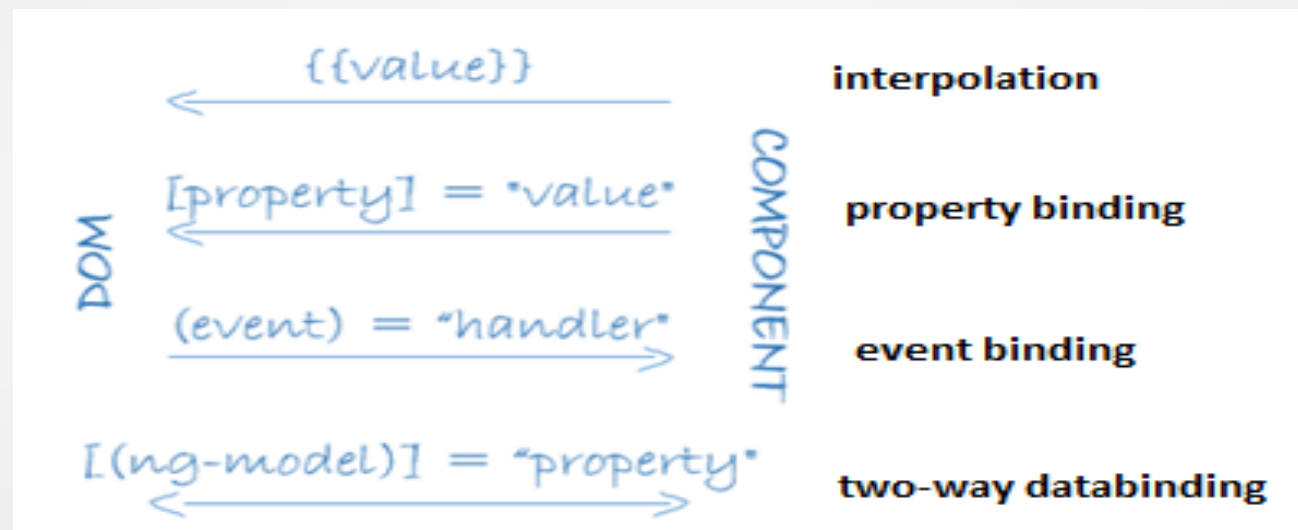 {{value}}
interpolation
[property] = "value"
property binding
DOM
COMPONENT
(event) = "handler"
event binding
[(ng-model)] = "property"
two-way databinding